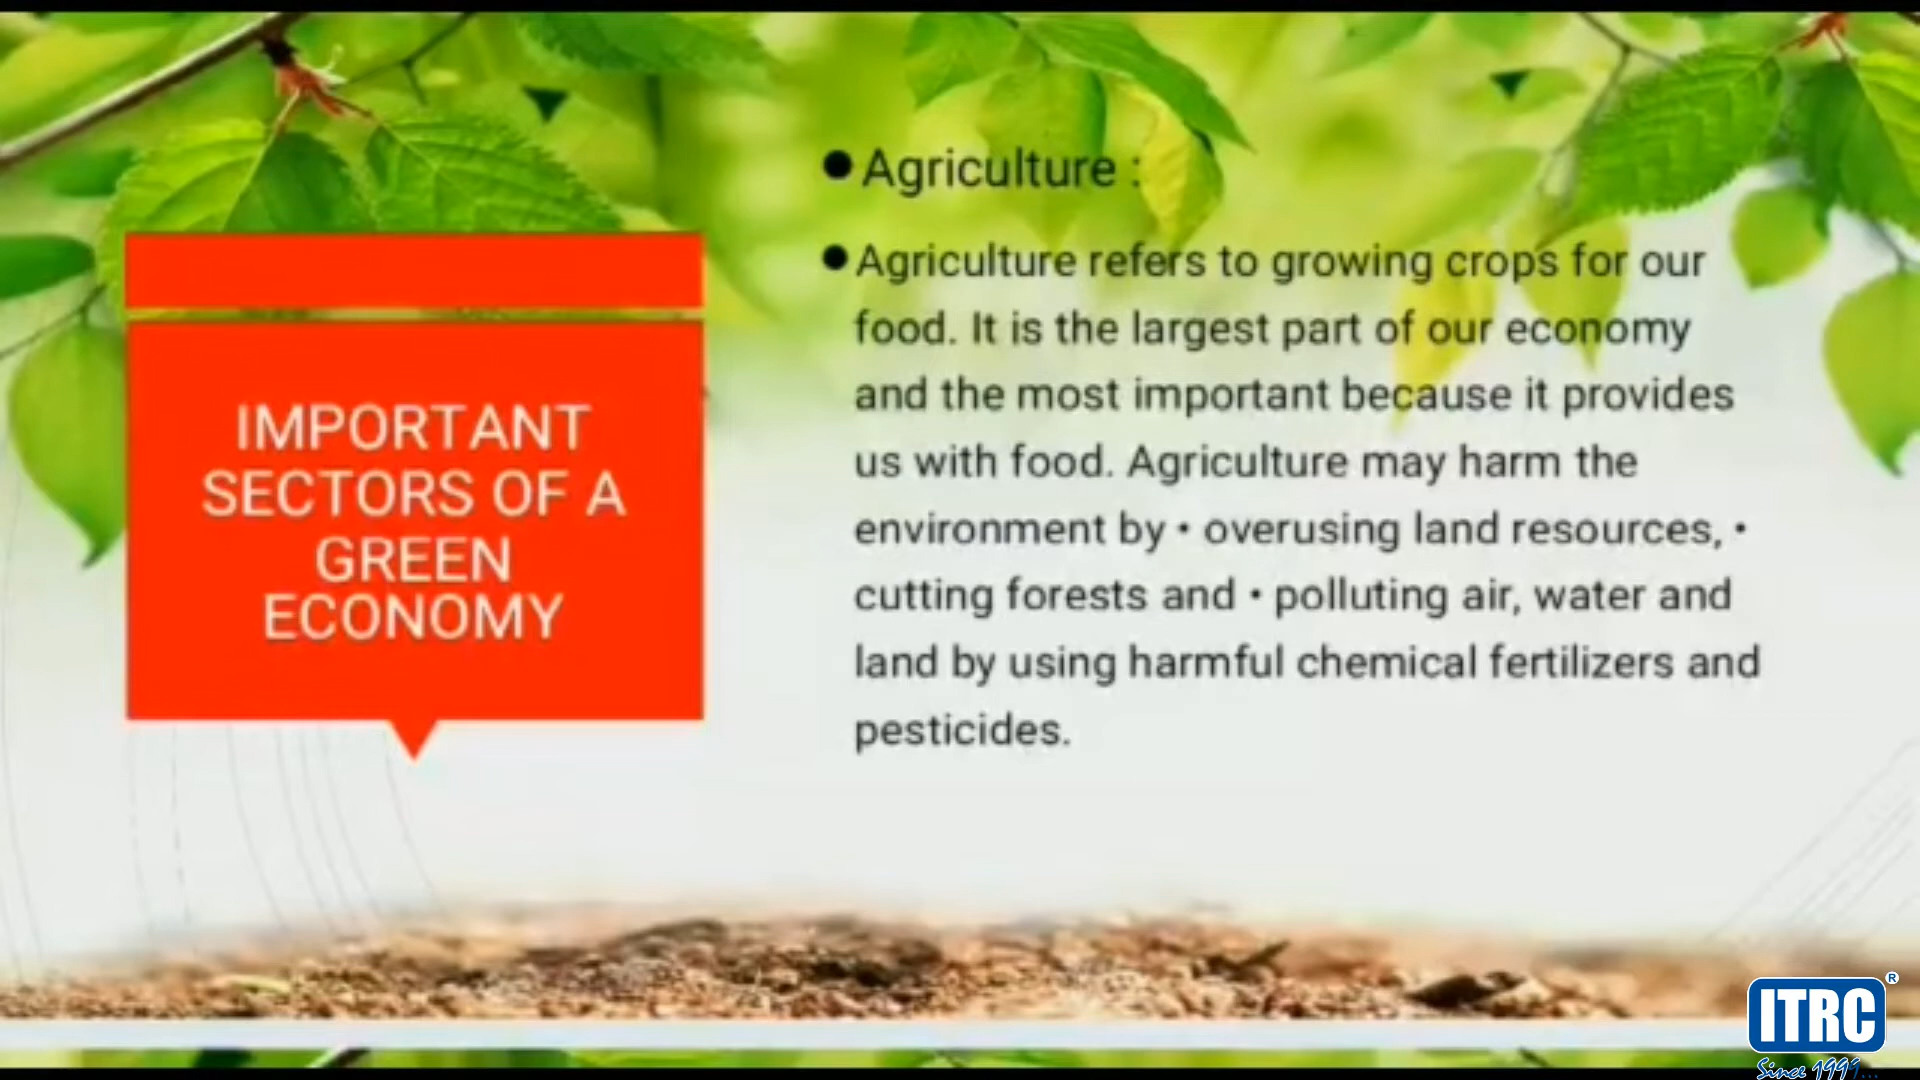 IMPORTANT
SECTORS OF A
GREEN
ECONOMY
● Agriculture :
● Agriculture refers to growing crops for our
food. It is the largest part of our economy
and the most important because it provides
us with food. Agriculture may harm the
environment by • overusing land resources, •
cutting forests and • polluting air, water and
land by using harmful chemical fertilizers and
pesticides.
ITRC®
Since 1999...